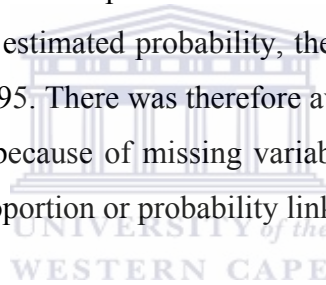 estimated probability, the
95. There was therefore a
because of missing variab
oportion or probability link
UNIVERSITY of the
WESTERN CAPE